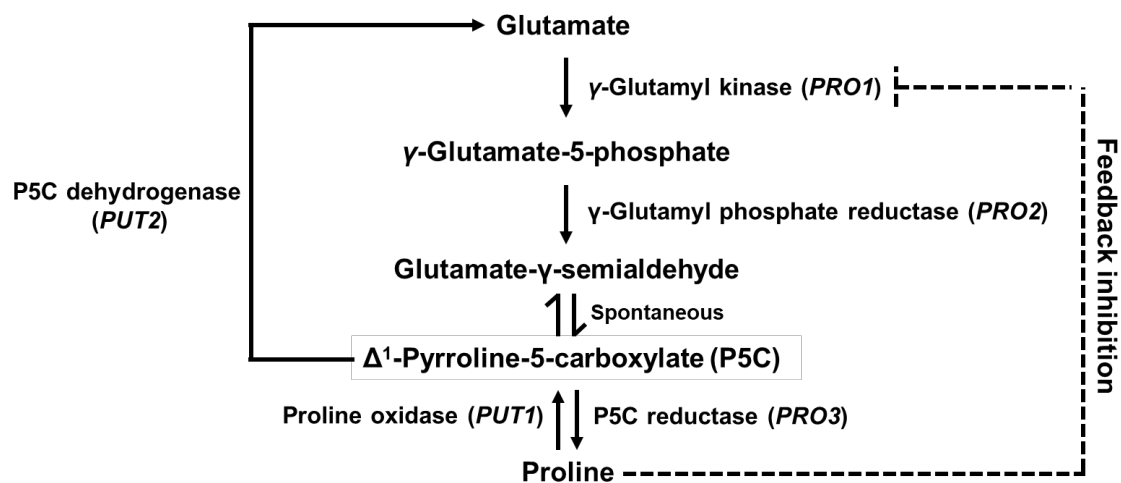 Glutamate
γ-Glutamyl kinase (PRO1)
γ-Glutamate-5-phosphate
P5C dehydrogenase
(PUT2)
γ-Glutamyl phosphate reductase (PRO2)
Feedback inhibition
Glutamate-γ-semialdehyde
Spontaneous
Δ¹-Pyrroline-5-carboxylate (P5C)
Proline oxidase (PUT1)
P5C reductase (PRO3)
Proline